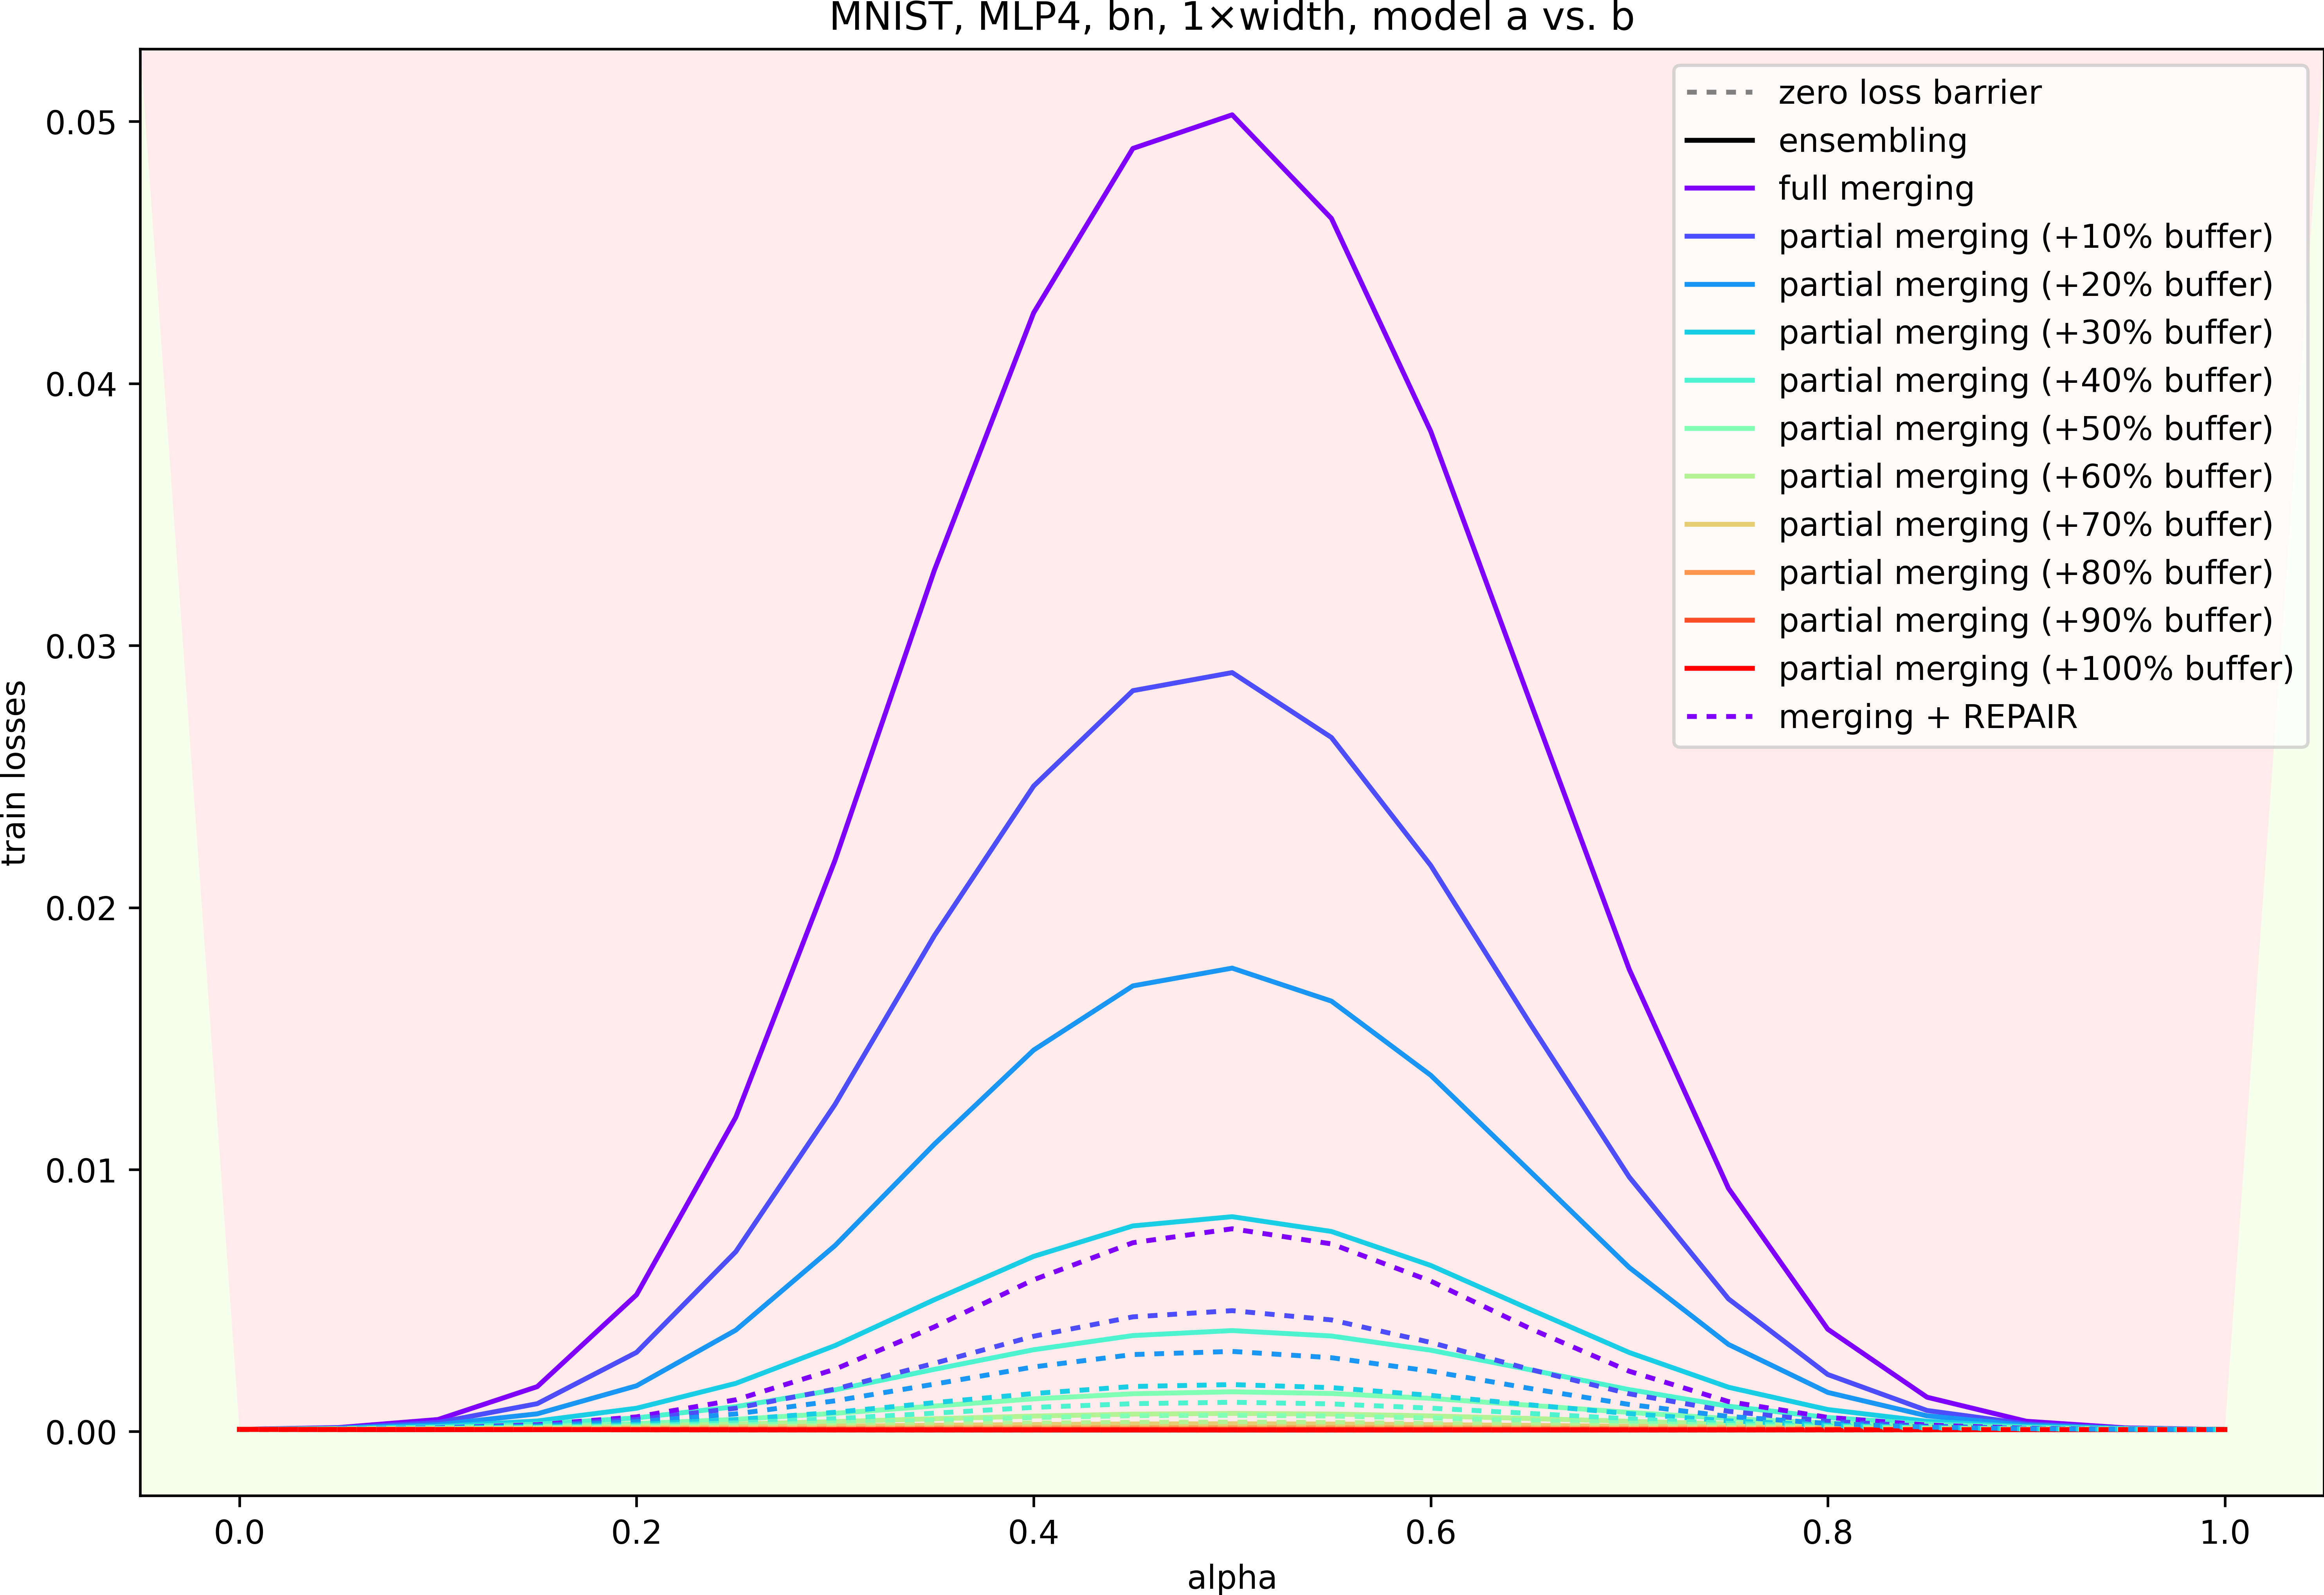 MNIST, MLP4, bn, 1×width, model a vs. b
zero loss barrier
ensembling
full merging
partial merging (+10% buffer)
partial merging (+20% buffer)
partial merging (+30% buffer)
partial merging (+40% buffer)
partial merging (+50% buffer)
partial merging (+60% buffer)
partial merging (+70% buffer)
partial merging (+80% buffer)
partial merging (+90% buffer)
partial merging (+100% buffer)
merging + REPAIR
train losses
0.05
0.04
0.03
0.02
0.01
0.00
0.0 0.2 0.4 0.6 0.8 1.0
alpha